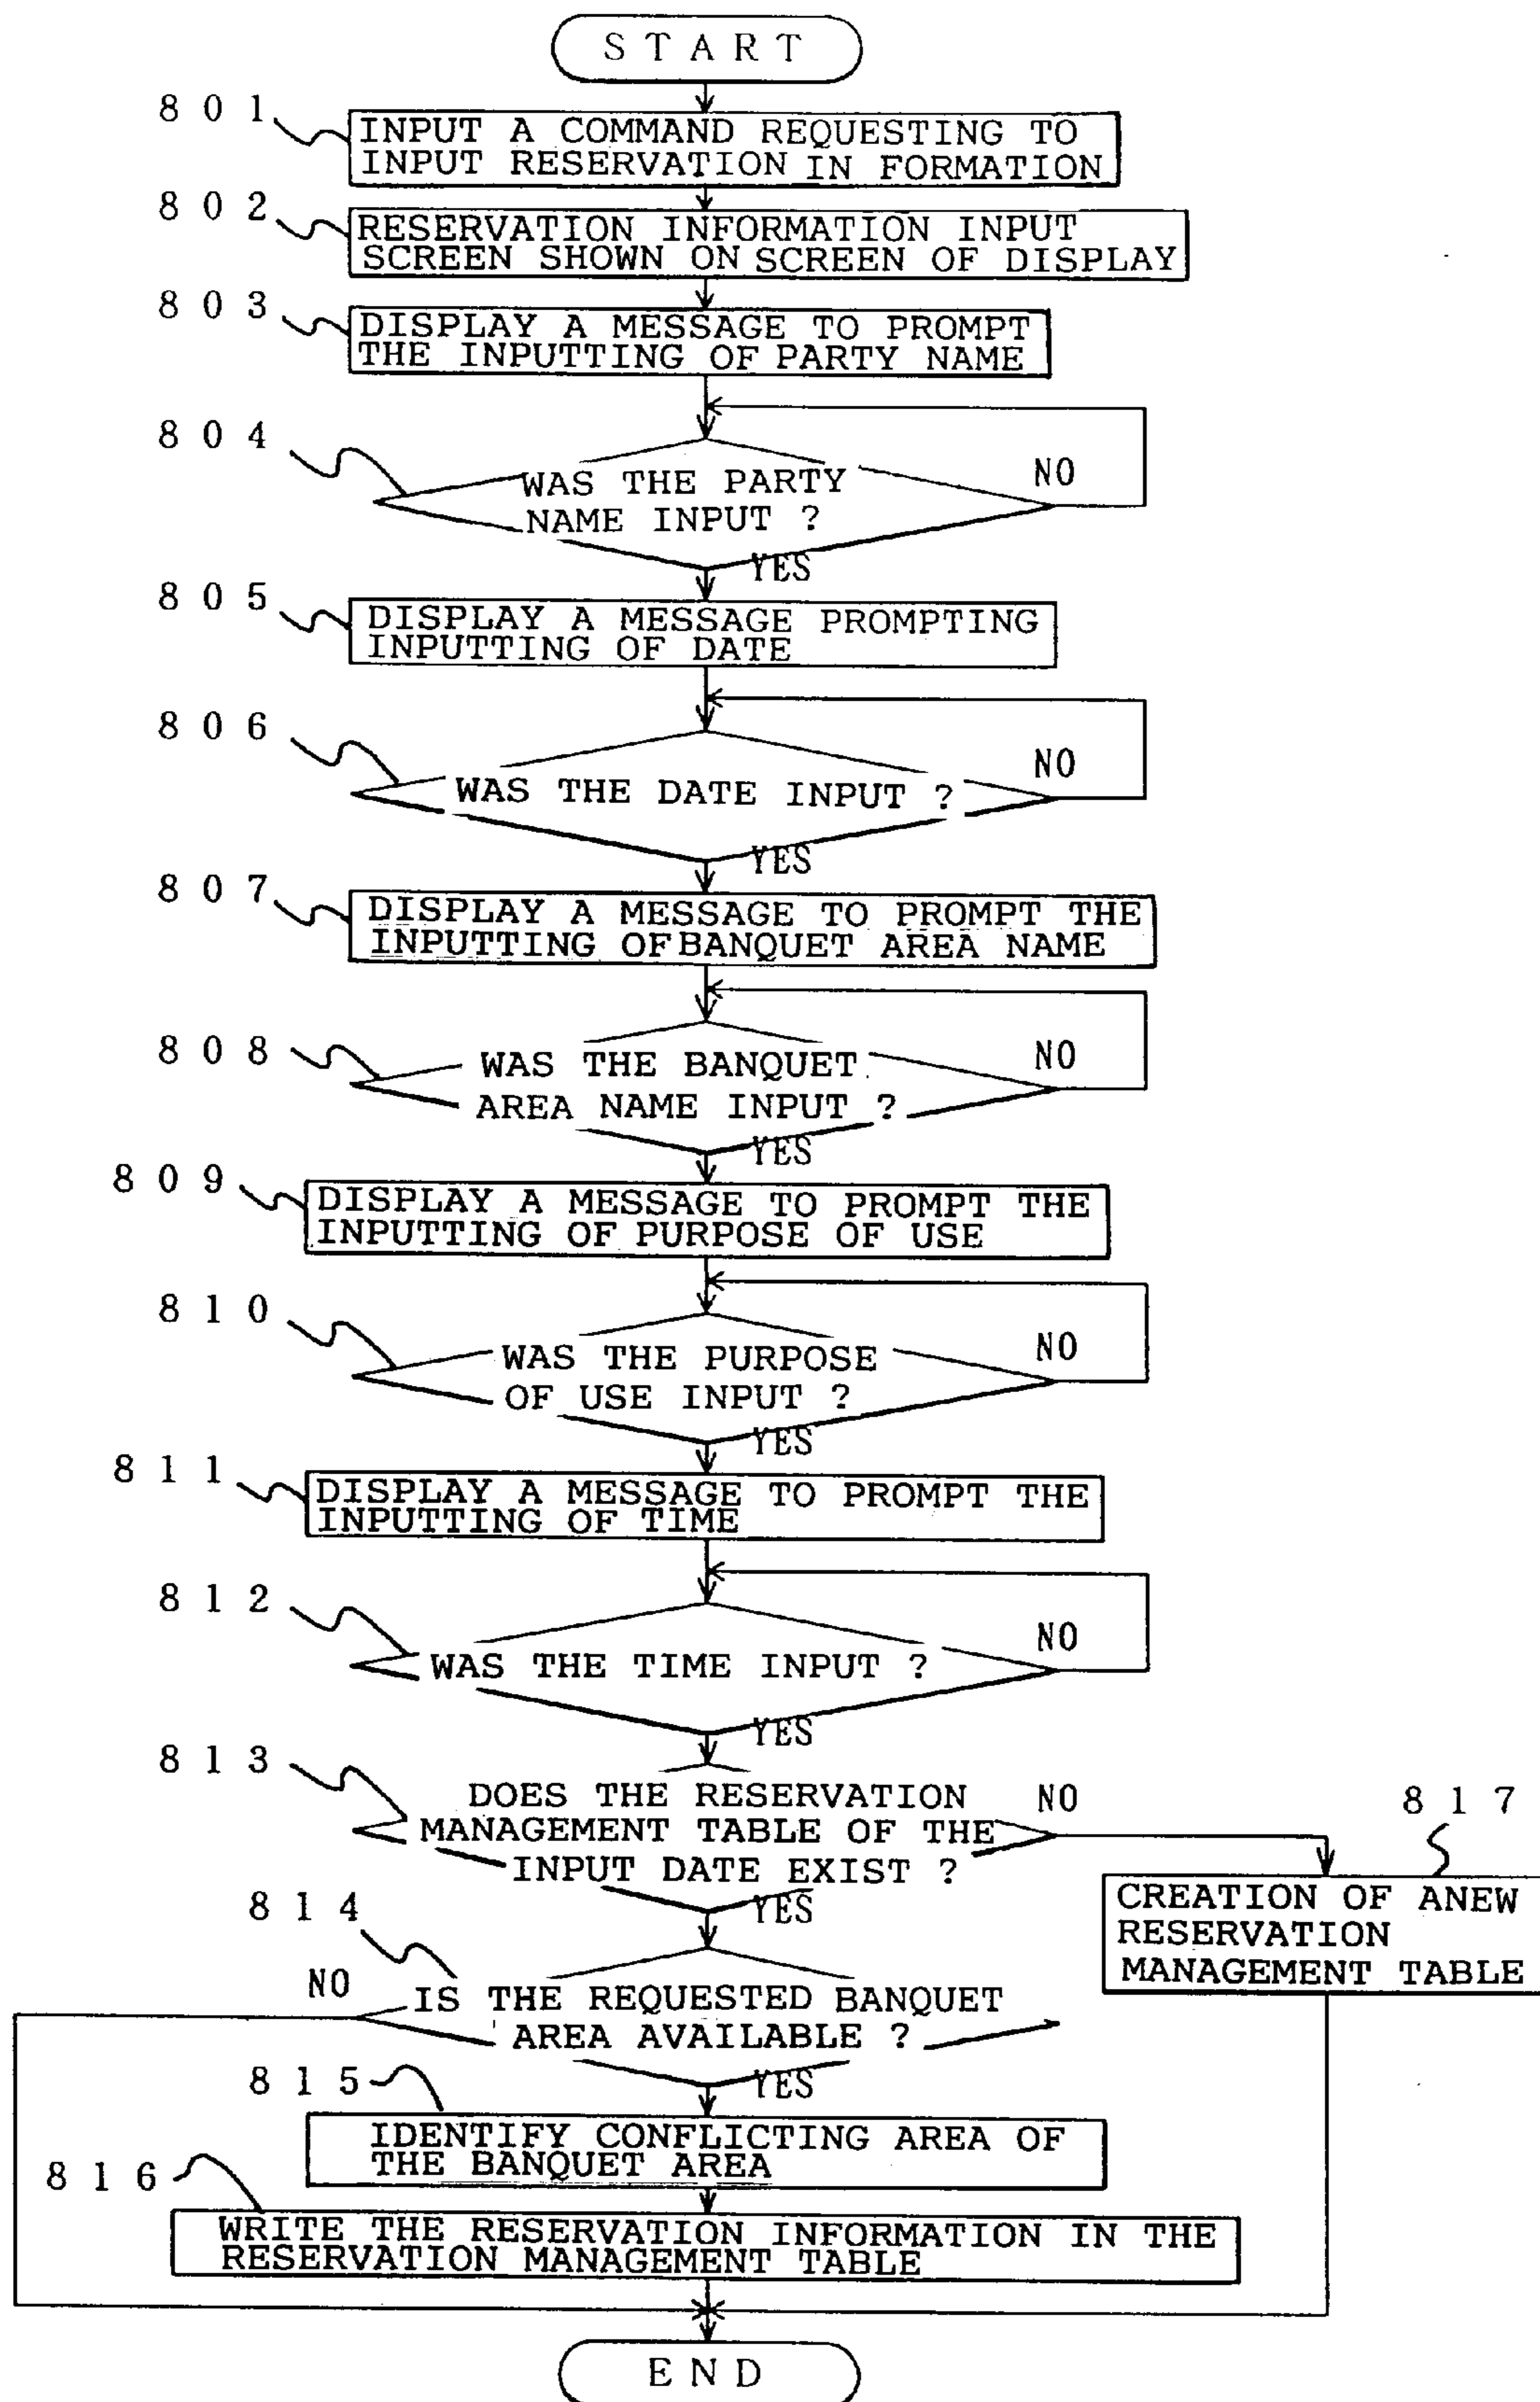 START
801
INPUT A COMMAND REQUESTING TO
INPUT RESERVATION IN FORMATION
802
RESERVATION INFORMATION INPUT
SCREEN SHOWN ON SCREEN OF DISPLAY
803
DISPLAY A MESSAGE TO PROMPT
THE INPUTTING OF PARTY NAME
804
WAS THE PARTY
NAME INPUT ?
NO
YES
805
DISPLAY A MESSAGE PROMPTING
INPUTTING OF DATE
806
WAS THE DATE INPUT ?
NO
YES
807
DISPLAY A MESSAGE TO PROMPT THE
INPUTTING OF BANQUET AREA NAME
808
WAS THE BANQUET
AREA NAME INPUT ?
NO
YES
809
DISPLAY A MESSAGE TO PROMPT THE
INPUTTING OF PURPOSE OF USE
810
WAS THE PURPOSE
OF USE INPUT ?
NO
YES
811
DISPLAY A MESSAGE TO PROMPT THE
INPUTTING OF TIME
812
WAS THE TIME INPUT ?
NO
YES
813
DOES THE RESERVATION
MANAGEMENT TABLE OF THE
INPUT DATE EXIST ?
NO
YES
817
CREATION OF ANEW
RESERVATION
MANAGEMENT TABLE
814
IS THE REQUESTED BANQUET
AREA AVAILABLE ?
NO
YES
815
IDENTIFY CONFLICTING AREA OF
THE BANQUET AREA
816
WRITE THE RESERVATION INFORMATION IN THE
RESERVATION MANAGEMENT TABLE
END